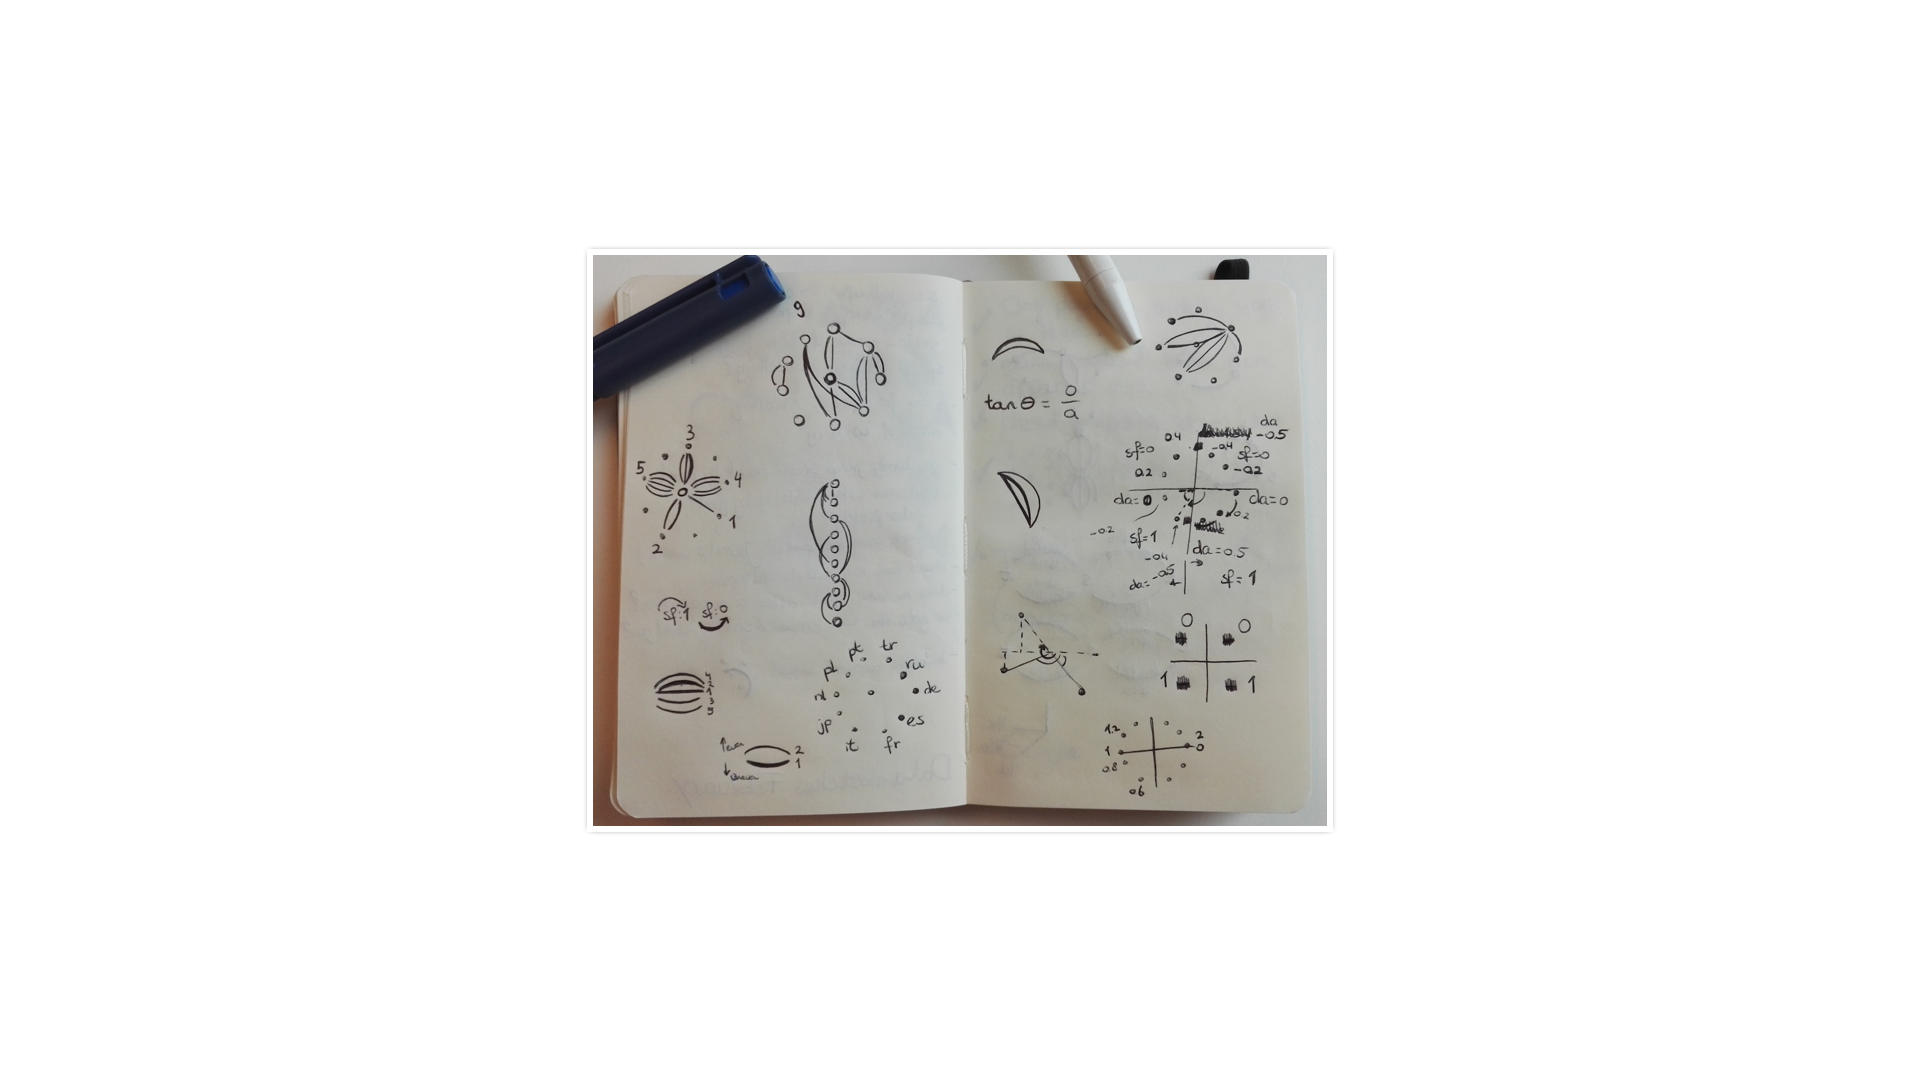 9
3
5
4
1
2
sf=1 sf=0
4
2
1
3
5
pt tr
pl ru
nl de
jp es
it fr
2
1
tan θ = o/a
da
0.4 -0.5
sf=0 -0.4 sf=0
0.2 -0.2
da=0 da=0
-0.2 0.2
sf=1
-0.4 da=0.5
da= -0.5 sf=1
0 0
1 1
1.2 2
1 0
0.8
0.6